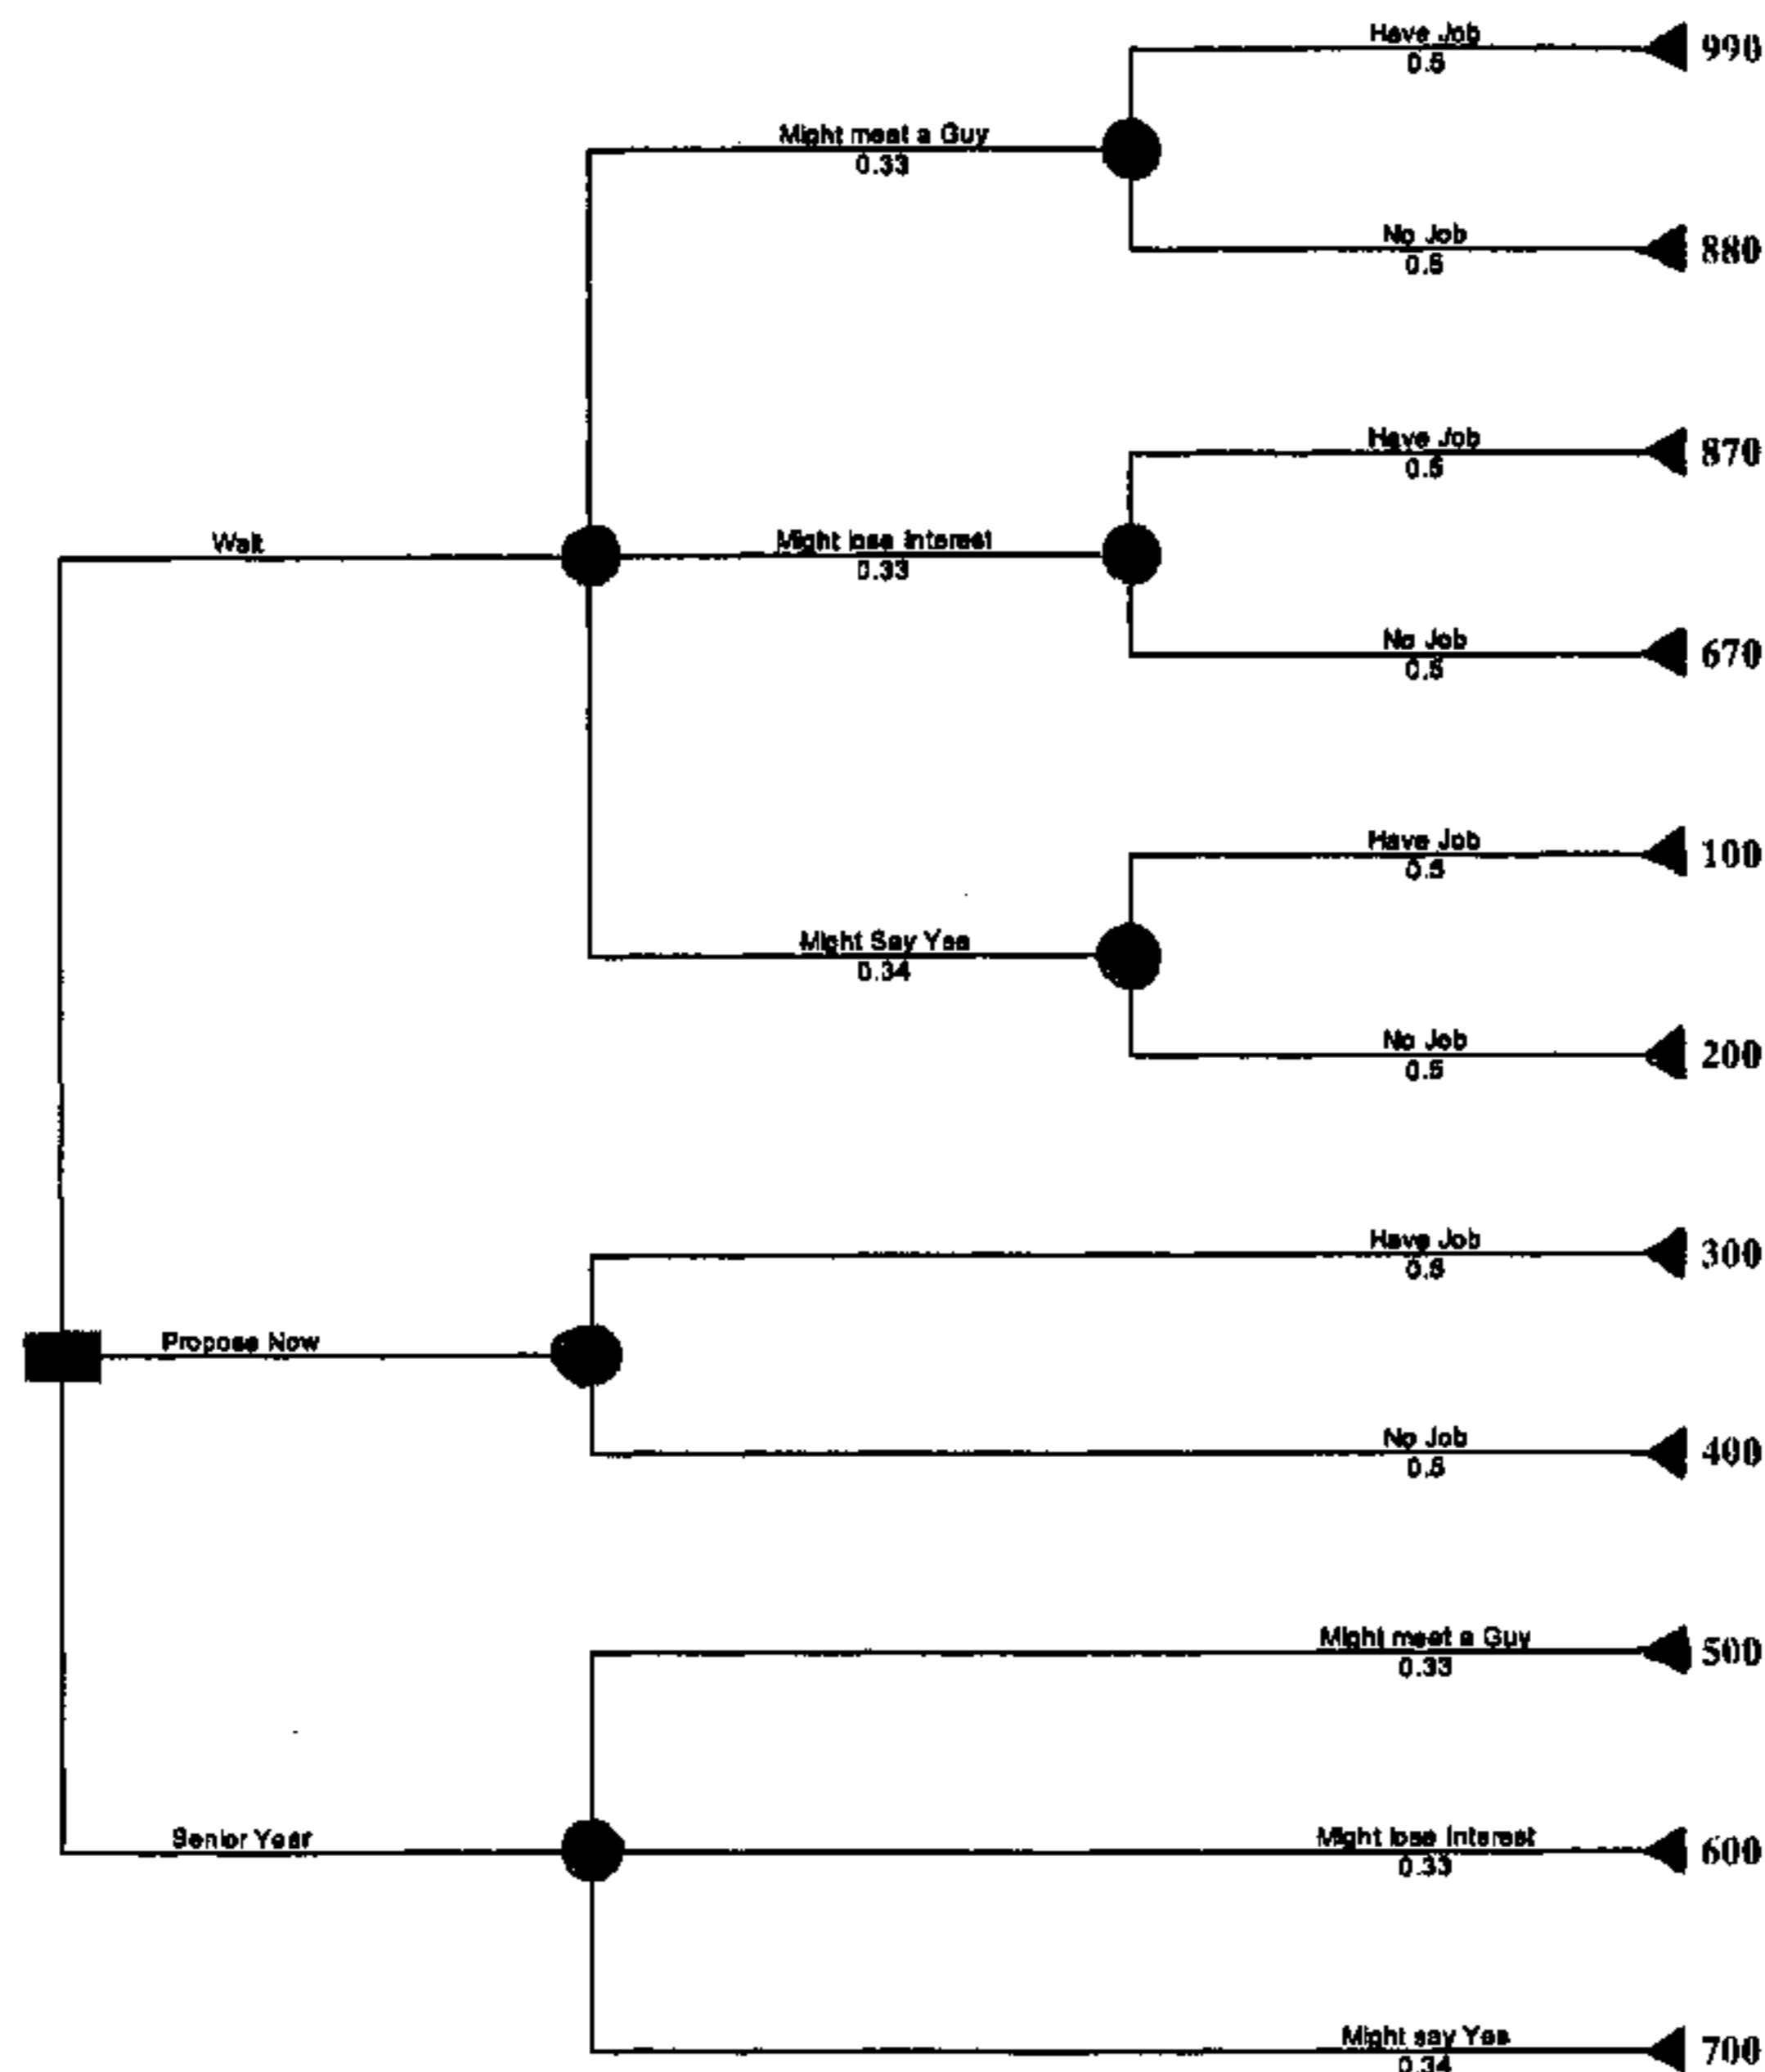 Have Job
0.5 990
Might meet a Guy
0.33
No Job
0.5 880
Have Job
0.5 870
Wait
Might lose Interest
0.33
No Job
0.5 670
Have Job
0.5 100
Might Say Yes
0.34
No Job
0.5 200
Have Job
0.5 300
Propose Now
No Job
0.5 400
Might meet a Guy
0.33 500
Senior Year
Might lose Interest
0.33 600
Might say Yes
0.34 700